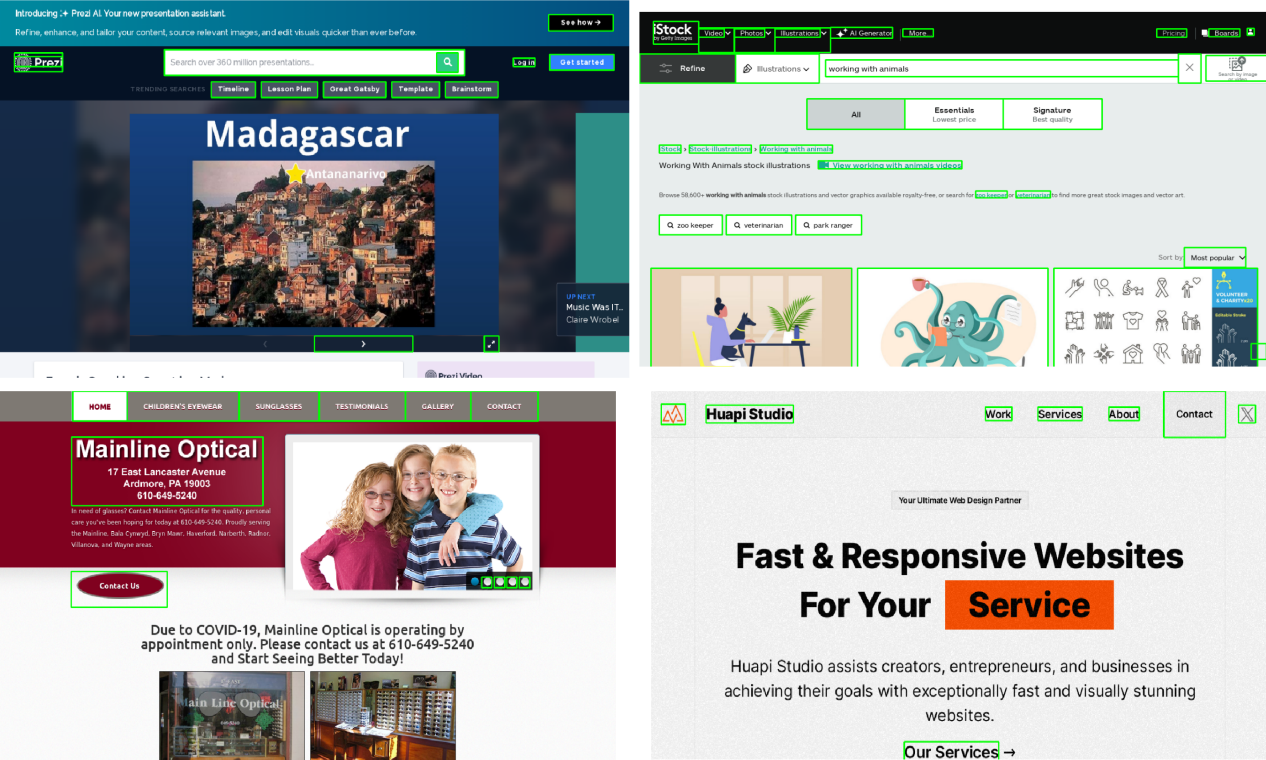 Introducing Prezi AI. Your new presentation assistant.
Refine, enhance, and tailor your content, source relevant images, and edit visuals quicker than ever before.
See how →
Prezi
Search over 360 million presentations...
Log in
Get started
TRENDING SEARCHES
Timeline
Lesson Plan
Great Gatsby
Template
Brainstorm
Madagascar
Antananarivo
UP NEXT
Music Was IT...
Claire Wrobel
Prezi Video
iStock
by Getty Images
Video
Photos
Illustrations
AI Generator
More...
Pricing
Boards
Refine
Illustrations
working with animals
Search by image
or video
All
Essentials
Lowest price
Signature
Best quality
iStock > Stock-illustrations > Working with animals
Working With Animals stock illustrations
View working with animals videos
Browse 58,600+ working with animals stock illustrations and vector graphics available royalty-free, or search for zoo keeper or veterinarian to find more great stock images and vector art.
zoo keeper
veterinarian
park ranger
Sort by:
Most popular
VOLUNTEER
& CHARITYx20
Editable Stroke
HOME
CHILDREN'S EYEWEAR
SUNGLASSES
TESTIMONIALS
GALLERY
CONTACT
Mainline Optical
17 East Lancaster Avenue
Ardmore, PA 19003
610-649-5240
In need of glasses? Contact Mainline Optical for the quality, personal
care you've been hoping for today at 610-649-5240. Proudly serving
the Mainline, Bala Cynwyd, Bryn Mawr, Haverford, Narberth, Radnor,
Villanova, and Wayne areas.
Contact Us
Due to COVID-19, Mainline Optical is operating by
appointment only. Please contact us at 610-649-5240
and Start Seeing Better Today!
Main Line Optical
Huapi Studio
Work
Services
About
Contact
Your Ultimate Web Design Partner
Fast & Responsive Websites
For Your Service
Huapi Studio assists creators, entrepreneurs, and businesses in
achieving their goals with exceptionally fast and visually stunning
websites.
Our Services →